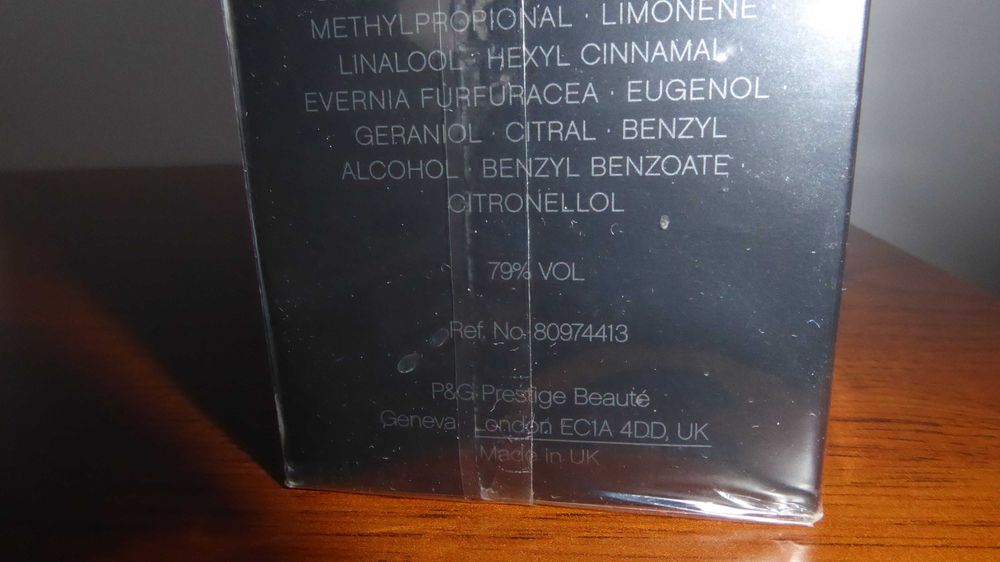 METHYLPROPIONAL · LIMONENE ·
LINALOOL · HEXYL CINNAMAL ·
EVERNIA FURFURACEA · EUGENOL ·
GERANIOL · CITRAL · BENZYL
ALCOHOL · BENZYL BENZOATE ·
CITRONELLOL
79% VOL
Ref. No. 80974413
P&G Prestige Beauté
Geneva · London EC1A 4DD, UK
Made in UK